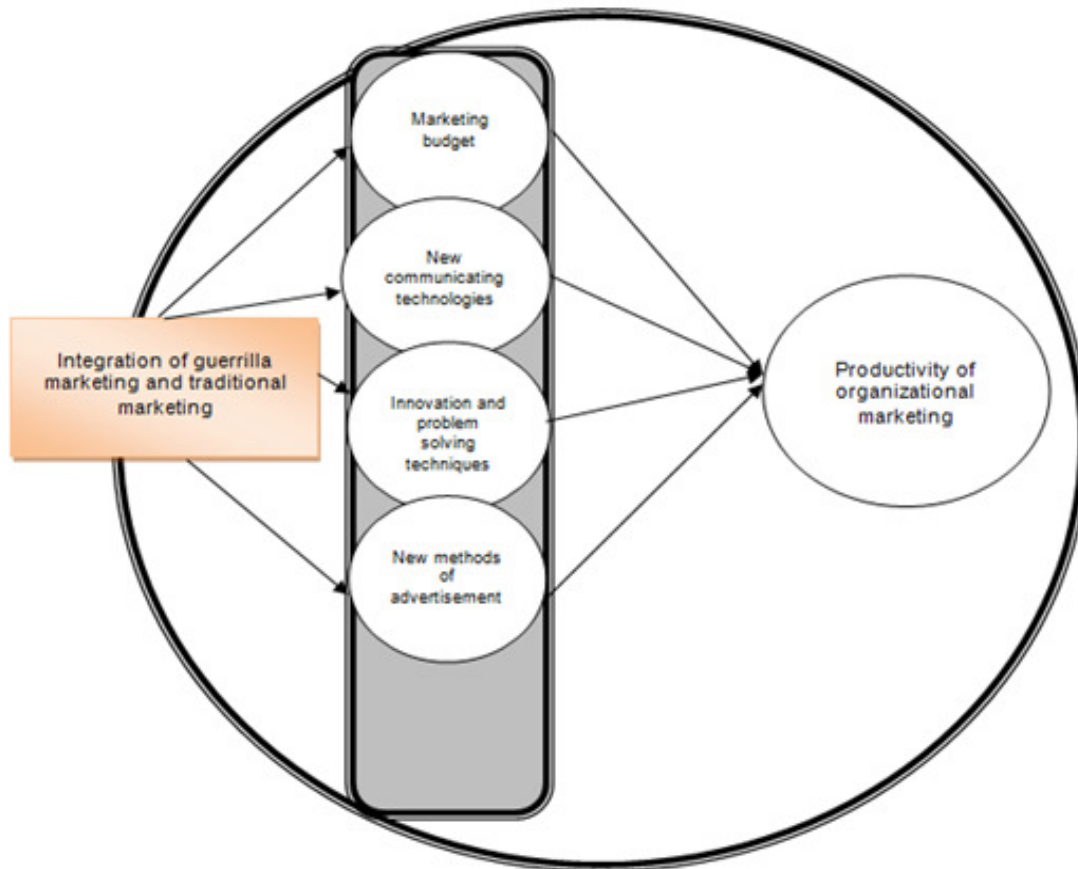 Marketing
budget
New
communicating
technologies
Integration of guerrilla
marketing and traditional
marketing
Innovation and
problem
solving
techniques
New methods
of
advertisement
Productivity of
organizational
marketing